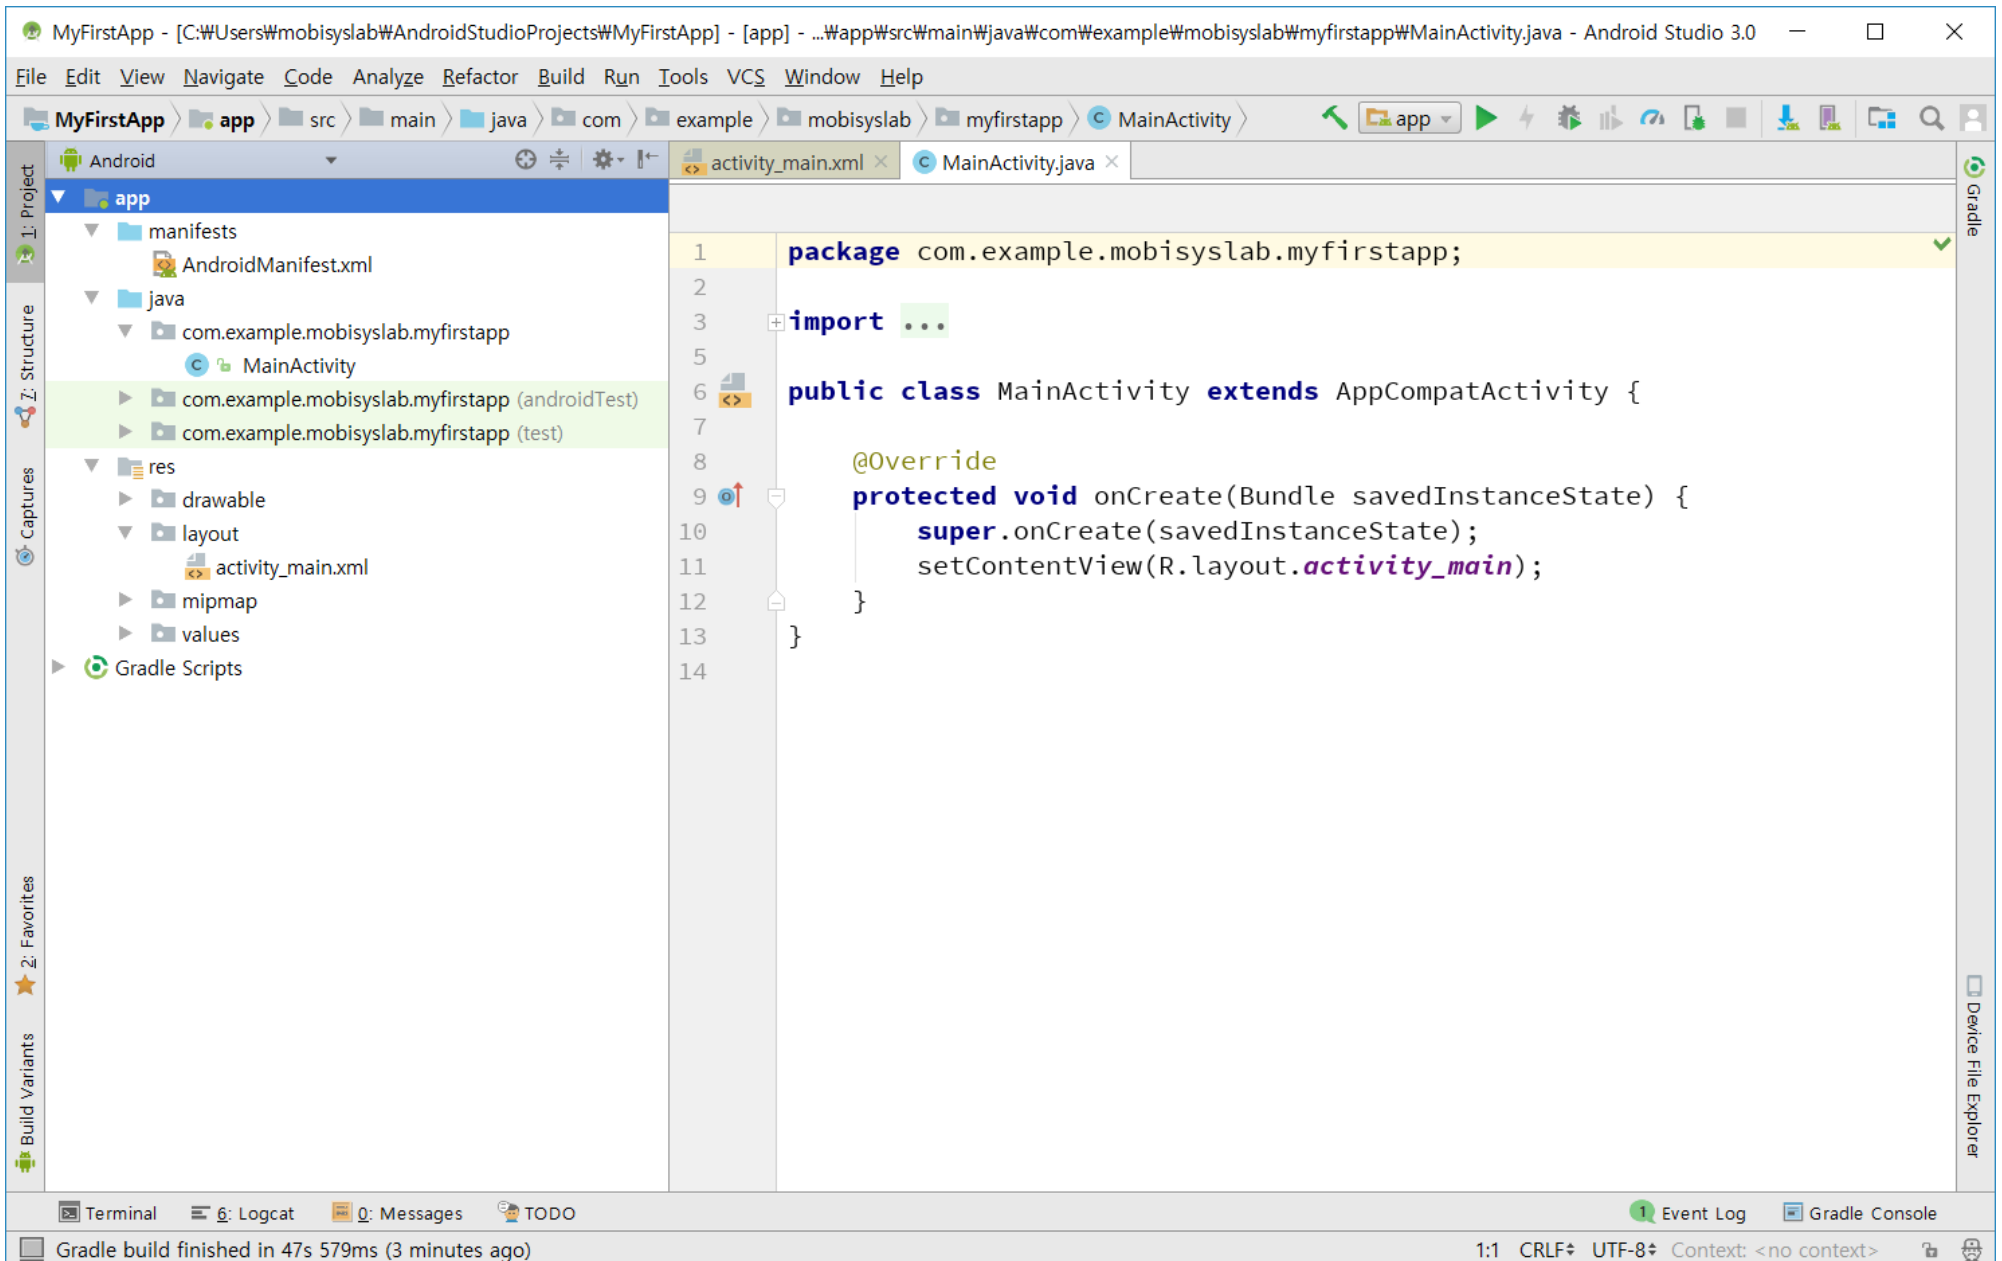 MyFirstApp - [C:₩Users₩mobisyslab₩AndroidStudioProjects₩MyFirstApp] - [app] - ...₩app₩src₩main₩java₩com₩example₩mobisyslab₩myfirstapp₩MainActivity.java - Android Studio 3.0
File Edit View Navigate Code Analyze Refactor Build Run Tools VCS Window Help
MyFirstApp app src main java com example mobisyslab myfirstapp MainActivity app
1: Project
7: Structure
Captures
2: Favorites
Build Variants
Android
app
manifests
AndroidManifest.xml
java
com.example.mobisyslab.myfirstapp
MainActivity
com.example.mobisyslab.myfirstapp (androidTest)
com.example.mobisyslab.myfirstapp (test)
res
drawable
layout
activity_main.xml
mipmap
values
Gradle Scripts
activity_main.xml MainActivity.java
1 package com.example.mobisyslab.myfirstapp;
2
3 import ...
5
6 public class MainActivity extends AppCompatActivity {
7
8 @Override
9 protected void onCreate(Bundle savedInstanceState) {
10 super.onCreate(savedInstanceState);
11 setContentView(R.layout.activity_main);
12 }
13 }
14
Gradle
Device File Explorer
Terminal 6: Logcat 0: Messages TODO 1 Event Log Gradle Console
Gradle build finished in 47s 579ms (3 minutes ago) 1:1 CRLF UTF-8 Context: <no context>